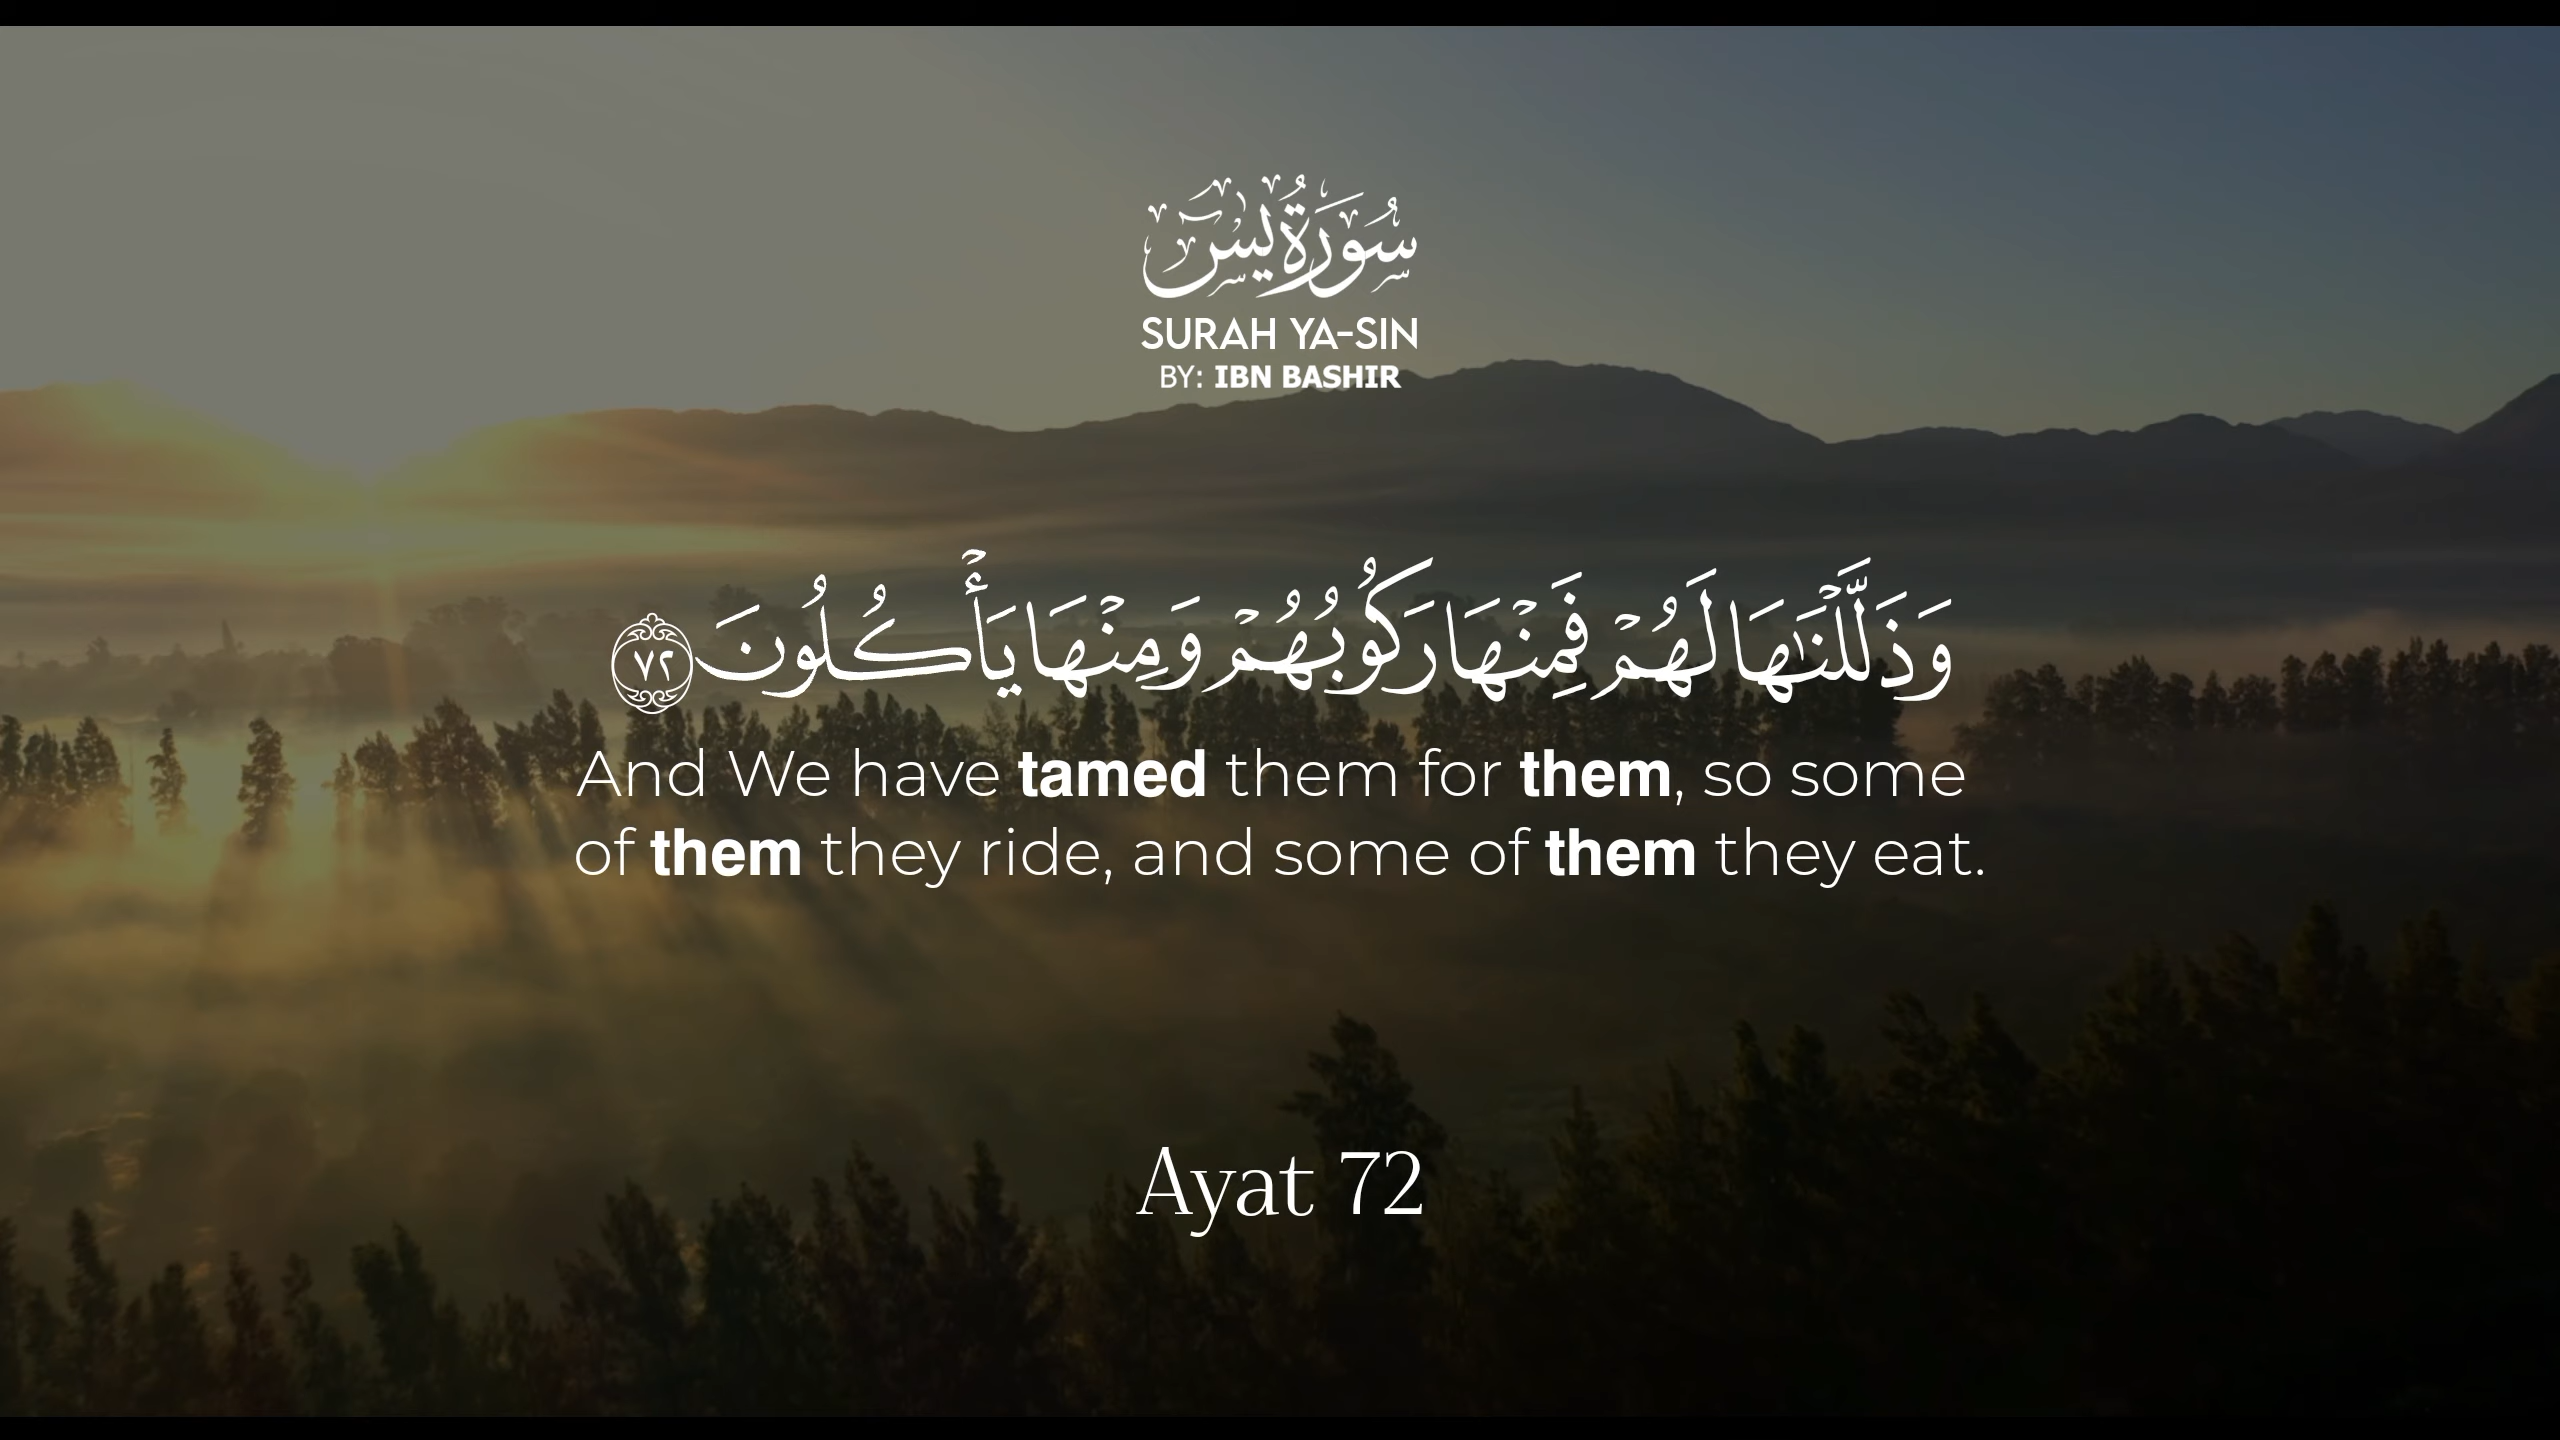 سُورَةُ يسٓ
SURAH YA-SIN
BY: IBN BASHIR
وَذَلَّلْنَٰهَا لَهُمْ فَمِنْهَا رَكُوبُهُمْ وَمِنْهَا يَأْكُلُونَ ٧٢
And We have tamed them for them, so some
of them they ride, and some of them they eat.
Ayat 72